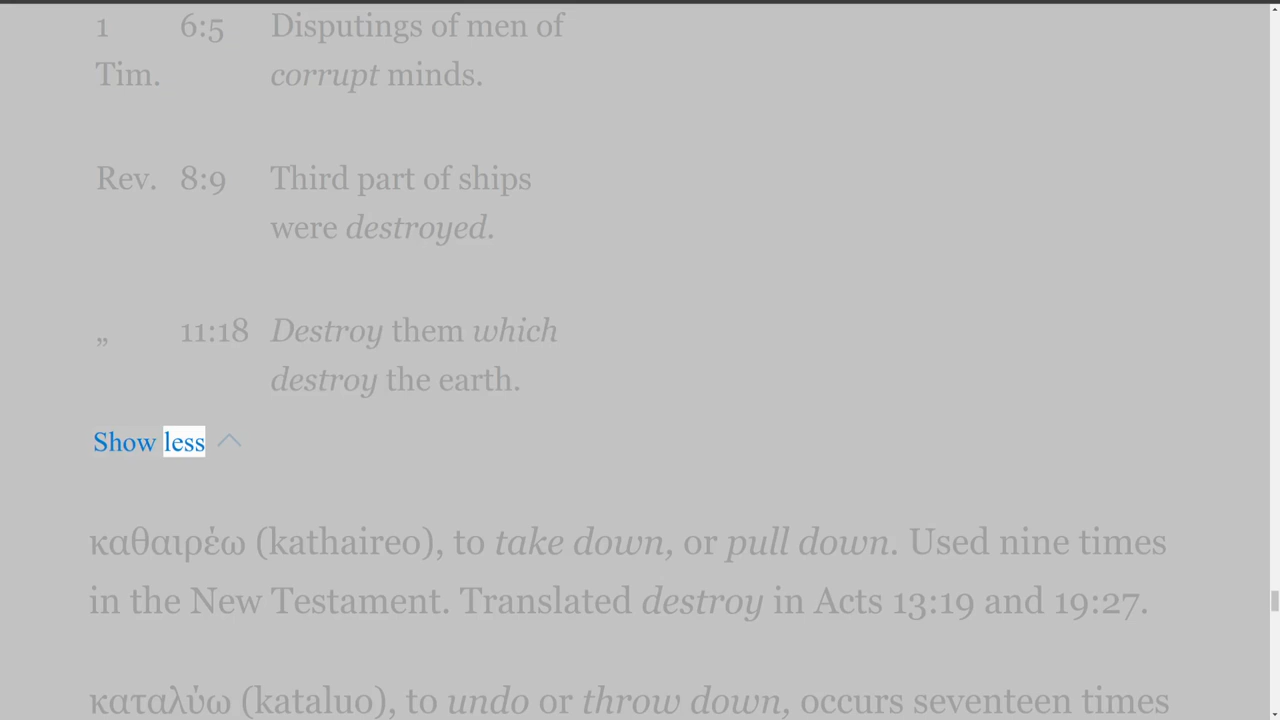 1 6:5 Disputings of men of
Tim. corrupt minds.
Rev. 8:9 Third part of ships
were destroyed.
„ 11:18 Destroy them which
destroy the earth.
Show less
καθαιρέω (kathaireo), to take down, or pull down. Used nine times
in the New Testament. Translated destroy in Acts 13:19 and 19:27.
καταλύω (kataluo), to undo or throw down, occurs seventeen times